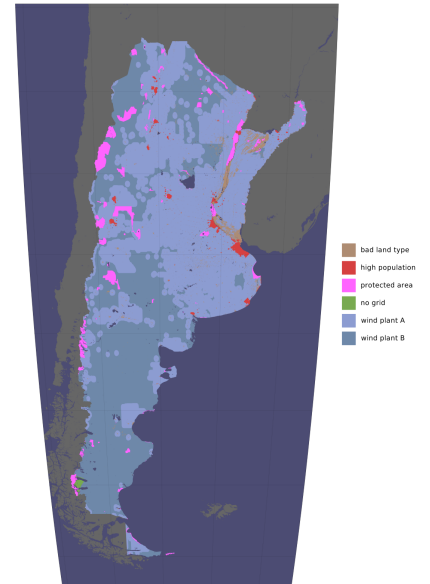 bad land type
high population
protected area
no grid
wind plant A
wind plant B